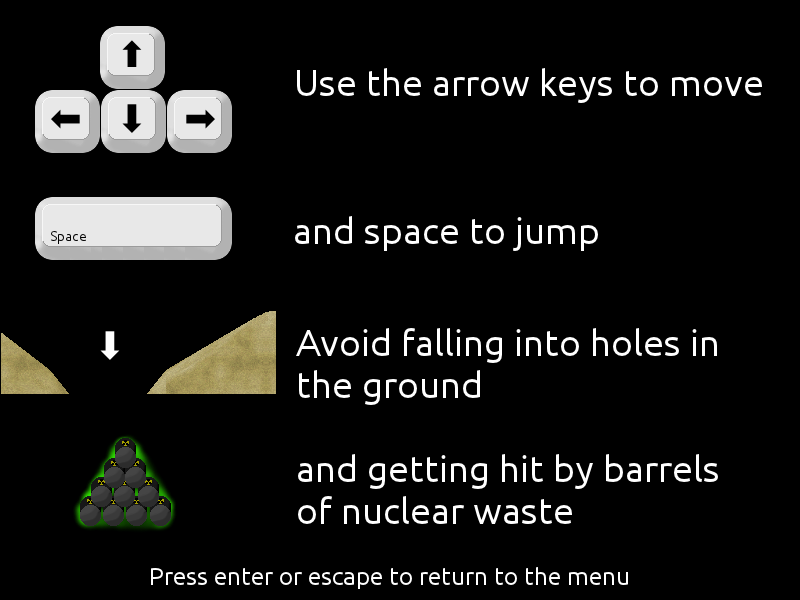 Use the arrow keys to move
Space
and space to jump
Avoid falling into holes in
the ground
and getting hit by barrels
of nuclear waste
Press enter or escape to return to the menu